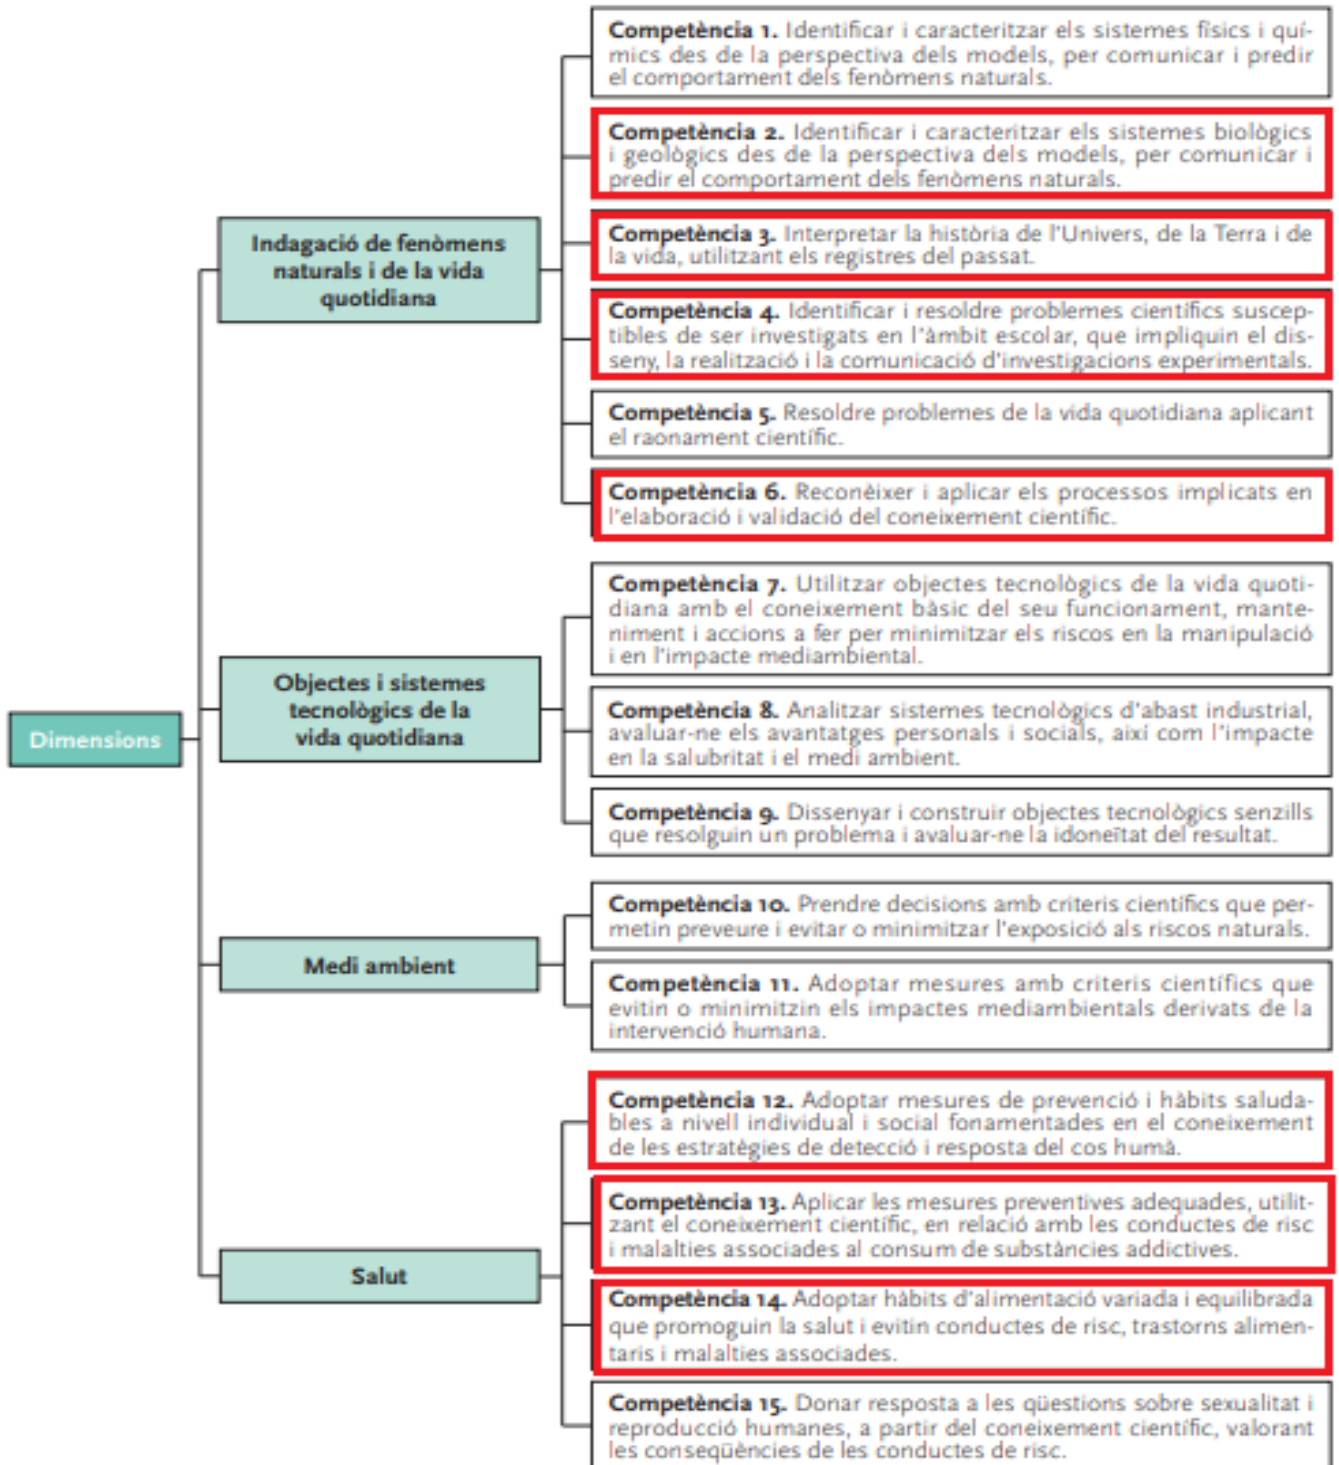 Competència 1. Identificar i caracteritzar els sistemes físics i quí-
mics des de la perspectiva dels models, per comunicar i predir
el comportament dels fenòmens naturals.
Competència 2. Identificar i caracteritzar els sistemes biològics
i geològics des de la perspectiva dels models, per comunicar i
predir el comportament dels fenòmens naturals.
Indagació de fenòmens
naturals i de la vida
quotidiana
Competència 3. Interpretar la història de l'Univers, de la Terra i de
la vida, utilitzant els registres del passat.
Competència 4. Identificar i resoldre problemes científics suscep-
tibles de ser investigats en l'àmbit escolar, que impliquin el dis-
seny, la realització i la comunicació d'investigacions experimentals.
Competència 5. Resoldre problemes de la vida quotidiana aplicant
el raonament científic.
Competència 6. Reconèixer i aplicar els processos implicats en
l'elaboració i validació del coneixement científic.
Dimensions
Objectes i sistemes
tecnològics de la
vida quotidiana
Competència 7. Utilitzar objectes tecnològics de la vida quoti-
diana amb el coneixement bàsic del seu funcionament, mante-
niment i accions a fer per minimitzar els riscos en la manipulació
i en l'impacte mediambiental.
Competència 8. Analitzar sistemes tecnològics d'abast industrial,
avaluar-ne els avantatges personals i socials, així com l'impacte
en la salubritat i el medi ambient.
Competència 9. Dissenyar i construir objectes tecnològics senzills
que resolguin un problema i avaluar-ne la idoneïtat del resultat.
Medi ambient
Competència 10. Prendre decisions amb criteris científics que per-
metin preveure i evitar o minimitzar l'exposició als riscos naturals.
Competència 11. Adoptar mesures amb criteris científics que
evitin o minimitzin els impactes mediambientals derivats de la
intervenció humana.
Salut
Competència 12. Adoptar mesures de prevenció i hàbits saluda-
bles a nivell individual i social fonamentades en el coneixement
de les estratègies de detecció i resposta del cos humà.
Competència 13. Aplicar les mesures preventives adequades, utilit-
zant el coneixement científic, en relació amb les conductes de risc
i malalties associades al consum de substàncies addictives.
Competència 14. Adoptar hàbits d'alimentació variada i equilibrada
que promoguin la salut i evitin conductes de risc, trastorns alimen-
taris i malalties associades.
Competència 15. Donar resposta a les qüestions sobre sexualitat i
reproducció humanes, a partir del coneixement científic, valorant
les conseqüències de les conductes de risc.